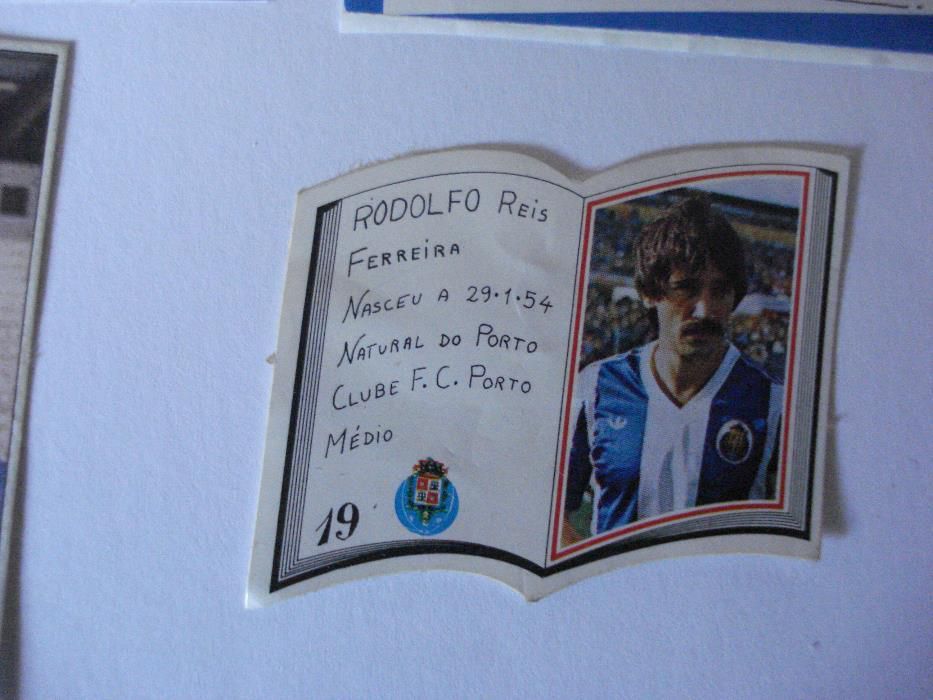 RODOLFO REIS
FERREIRA
NASCEU A 29.1.54
NATURAL DO PORTO
CLUBE F. C. PORTO
MÉDIO
19